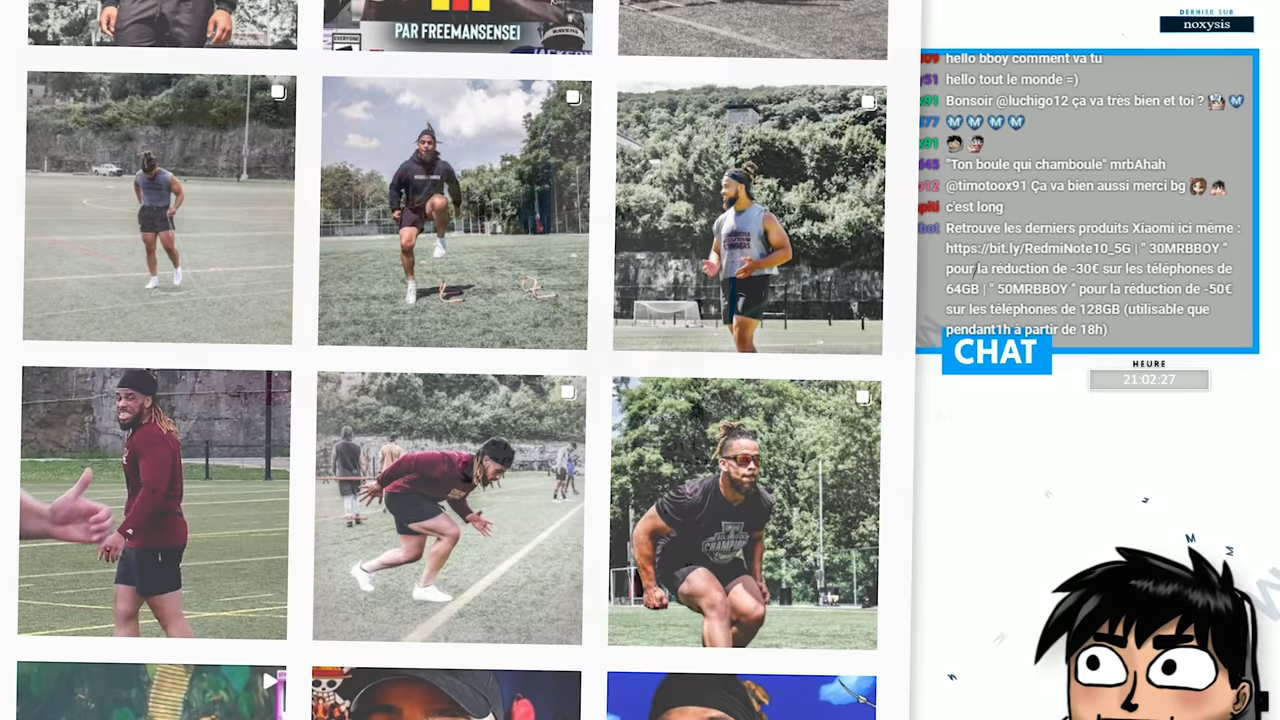 PAR FREEMANSENSEI
EVERYONE
RAVENS
JACKSON
CHAMPION
DERNIER SUB
noxysis
hello bboy comment va tu
hello tout le monde =)
Bonsoir @luchigo12 ça va très bien et toi ?
"Ton boule qui chamboule" mrbAhah
@timotoox91 Ça va bien aussi merci bg
c'est long
Retrouve les derniers produits Xiaomi ici même :
https://bit.ly/RedmiNote10_5G | " 30MRBBOY "
pour la réduction de -30€ sur les téléphones de
64GB | " 50MRBBOY " pour la réduction de -50€
sur les téléphones de 128GB (utilisable que
pendant1h à partir de 18h)
CHAT
HEURE
21:02:27